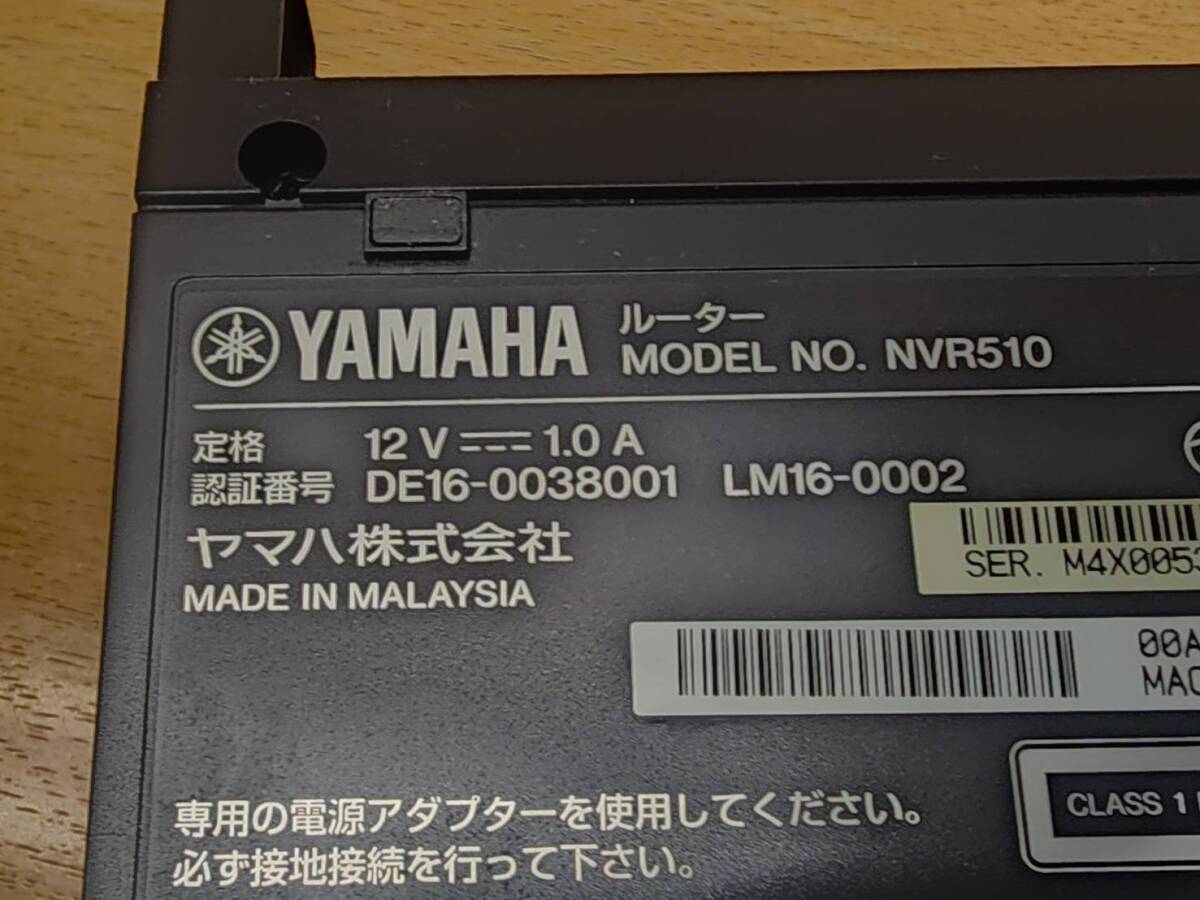 YAMAHA ルーター
MODEL NO. NVR510
定格 12 V 1.0 A
認証番号 DE16-0038001 LM16-0002
ヤマハ株式会社
MADE IN MALAYSIA
SER. M4X0053
00A
MAC
CLASS 1
専用の電源アダプターを使用してください。
必ず接地接続を行って下さい。